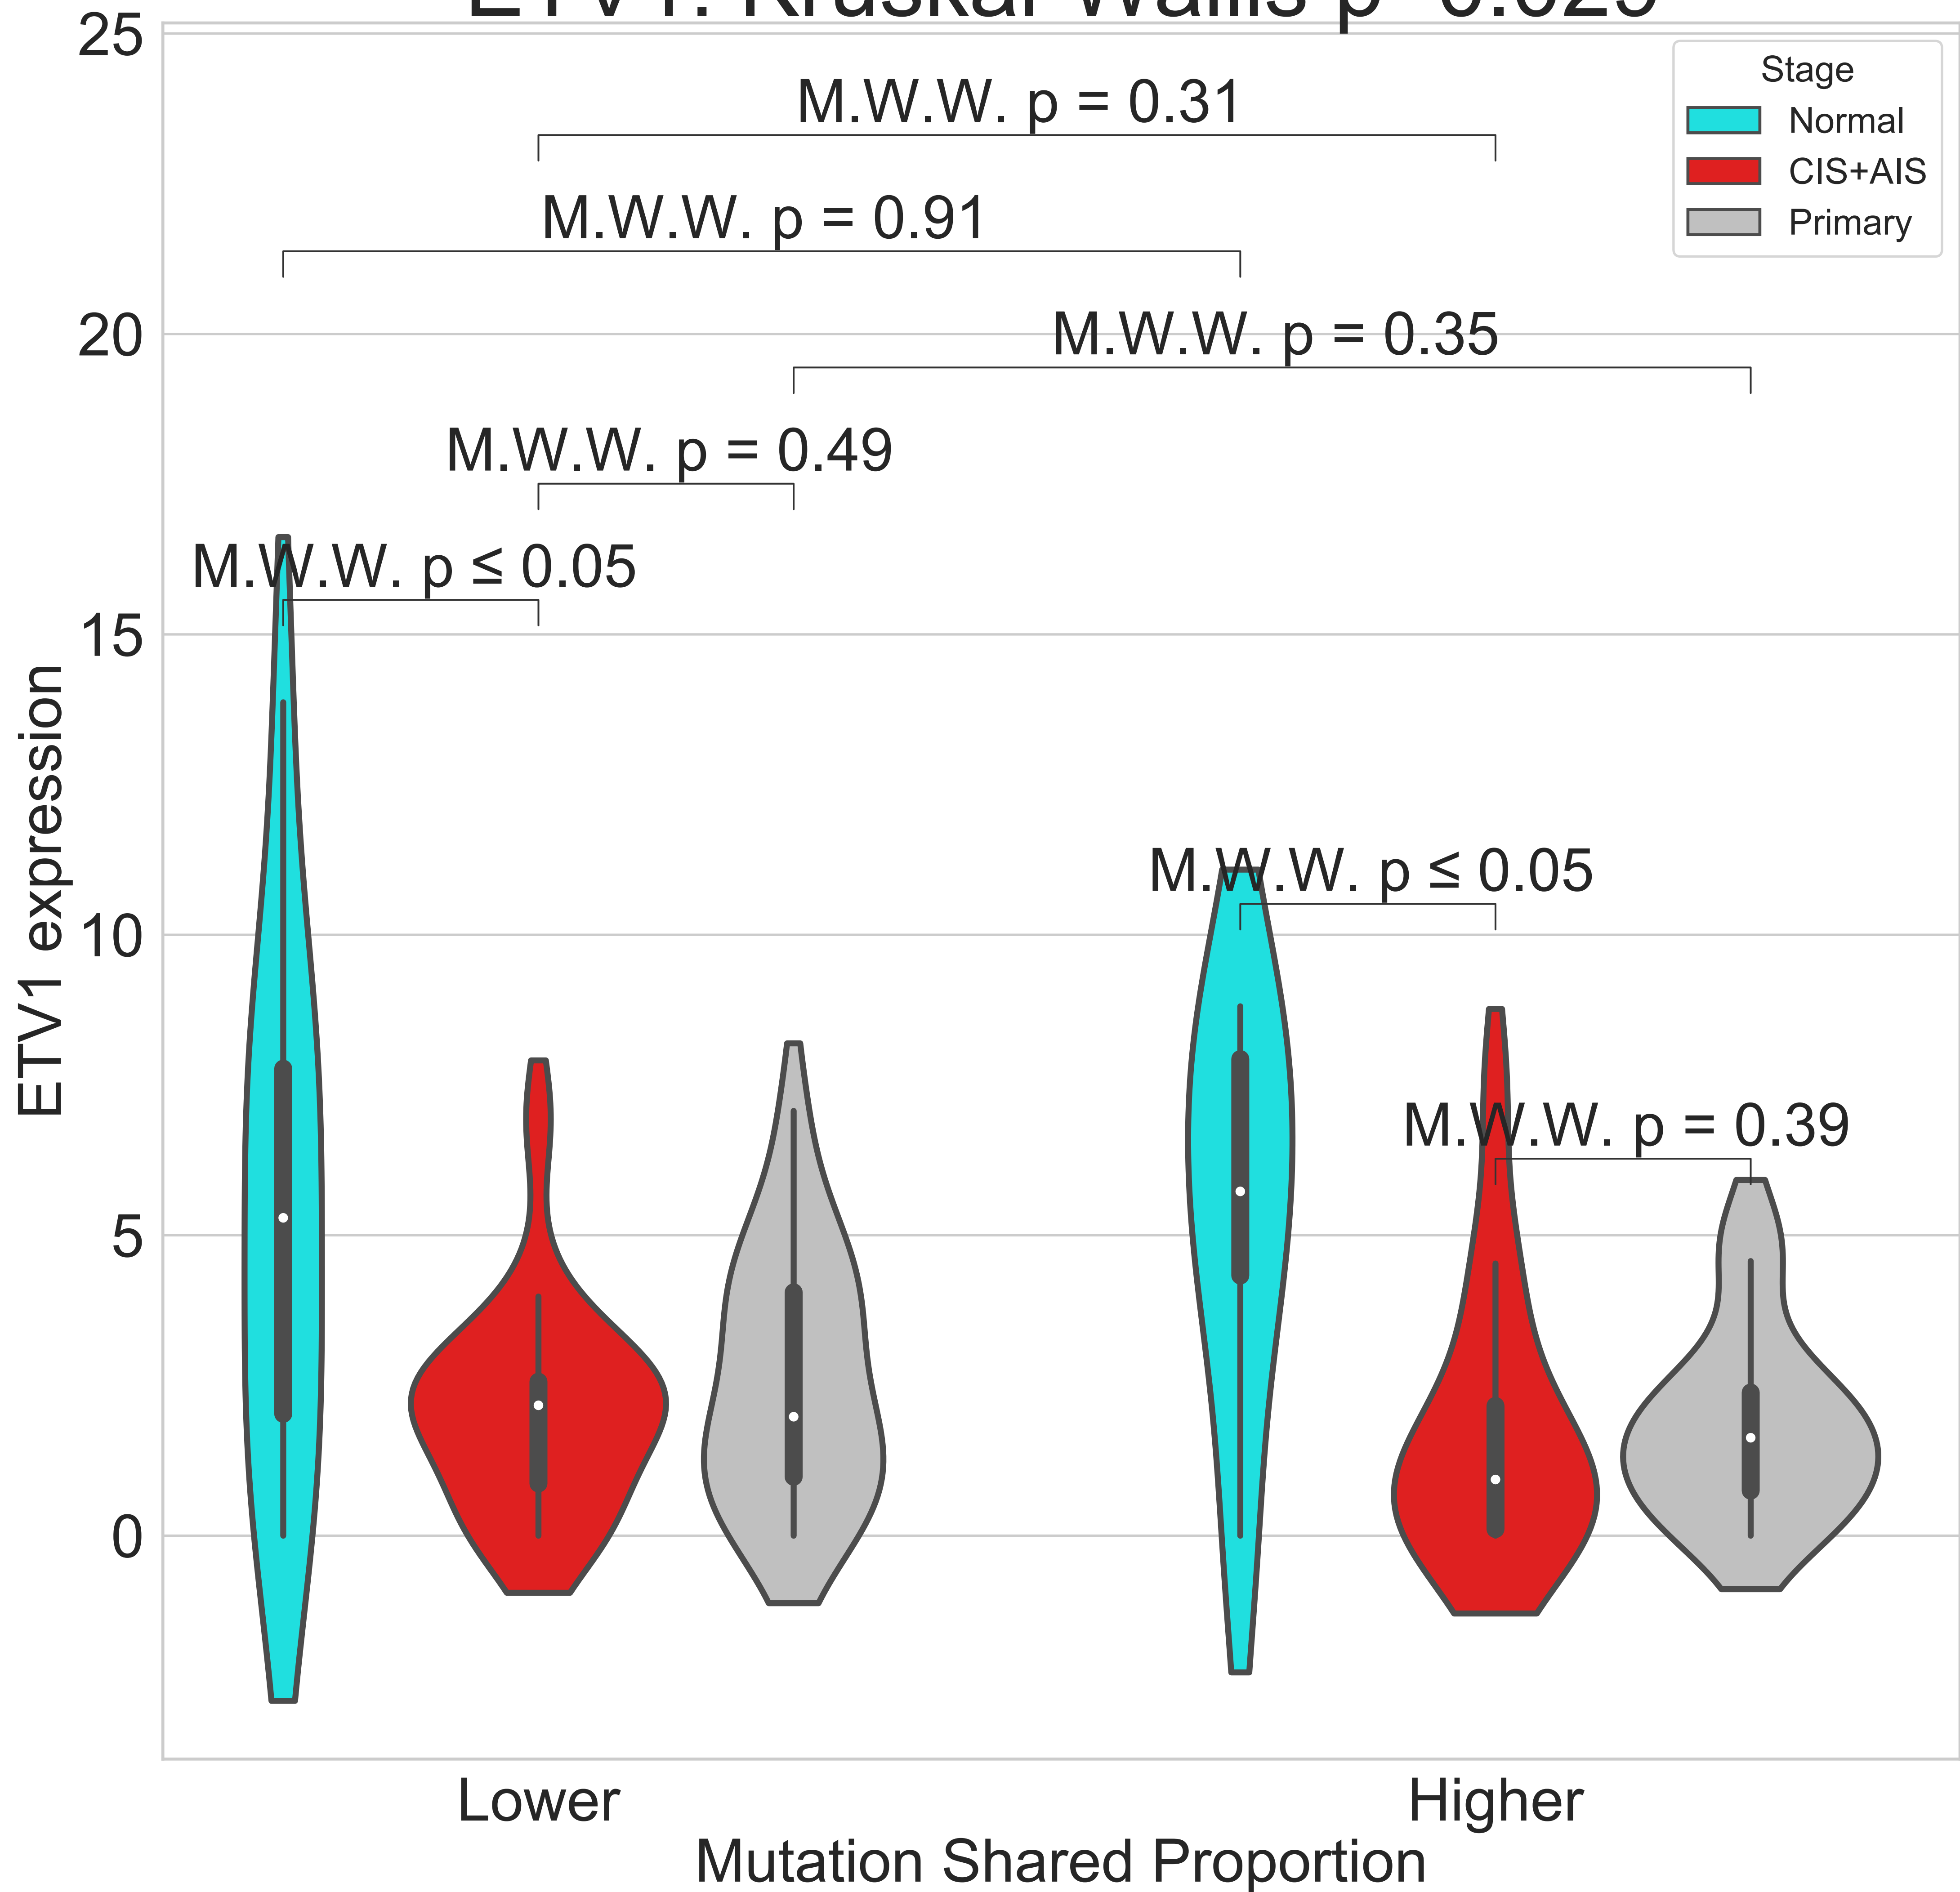 25
M.W.W. p = 0.31
Stage
Normal
CIS+AIS
Primary
M.W.W. p = 0.91
20
M.W.W. p = 0.35
M.W.W. p = 0.49
M.W.W. p ≤ 0.05
15
ETV1 expression
10
M.W.W. p ≤ 0.05
M.W.W. p = 0.39
5
0
Lower
Higher
Mutation Shared Proportion